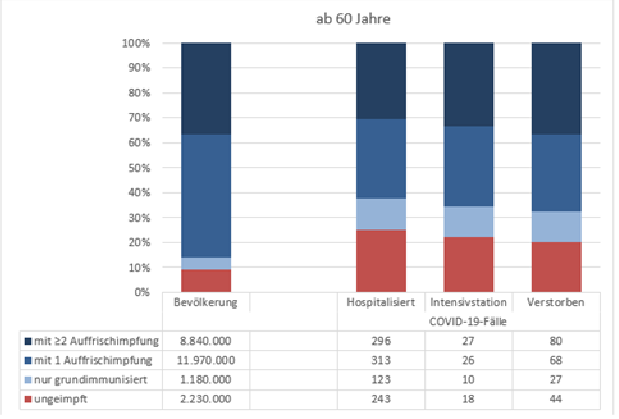 ab 60 Jahre
100%
90%
80%
70%
60%
50%
40%
30%
20%
10%
0%
Bevölkerung Hospitalisiert Intensivstation Verstorben
COVID-19-Fälle
mit ≥2 Auffrischimpfung 8.840.000 296 27 80
mit 1 Auffrischimpfung 11.970.000 313 26 68
nur grundimmunisiert 1.180.000 123 10 27
ungeimpft 2.230.000 243 18 44